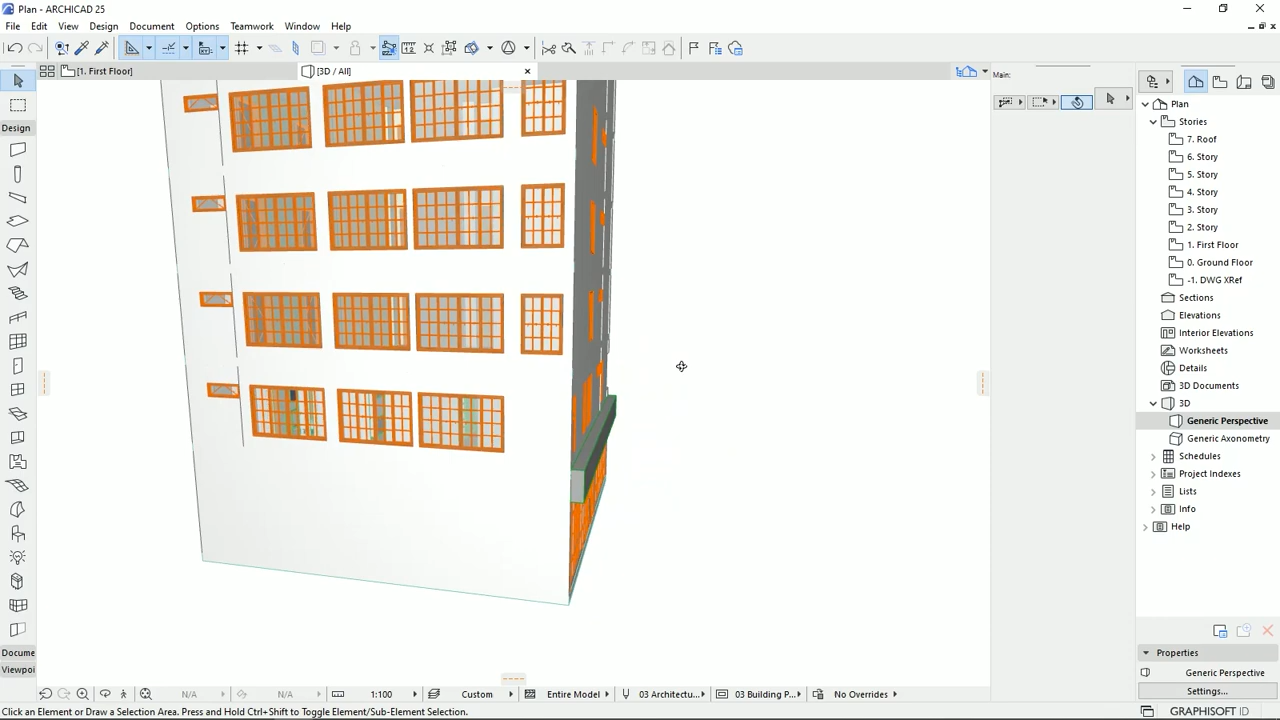 Plan - ARCHICAD 25
File Edit View Design Document Options Teamwork Window Help
[1. First Floor]
[3D / All]
Main:
Design
Docume
Viewpoi
Plan
Stories
7. Roof
6. Story
5. Story
4. Story
3. Story
2. Story
1. First Floor
0. Ground Floor
-1. DWG XRef
Sections
Elevations
Interior Elevations
Worksheets
Details
3D Documents
3D
Generic Perspective
Generic Axonometry
Schedules
Project Indexes
Lists
Info
Help
Properties
Generic Perspective
Settings...
N/A N/A 1:100 Custom Entire Model 03 Architectu... 03 Building P... No Overrides
Click an Element or Draw a Selection Area. Press and Hold Ctrl+Shift to Toggle Element/Sub-Element Selection.
GRAPHISOFT ID